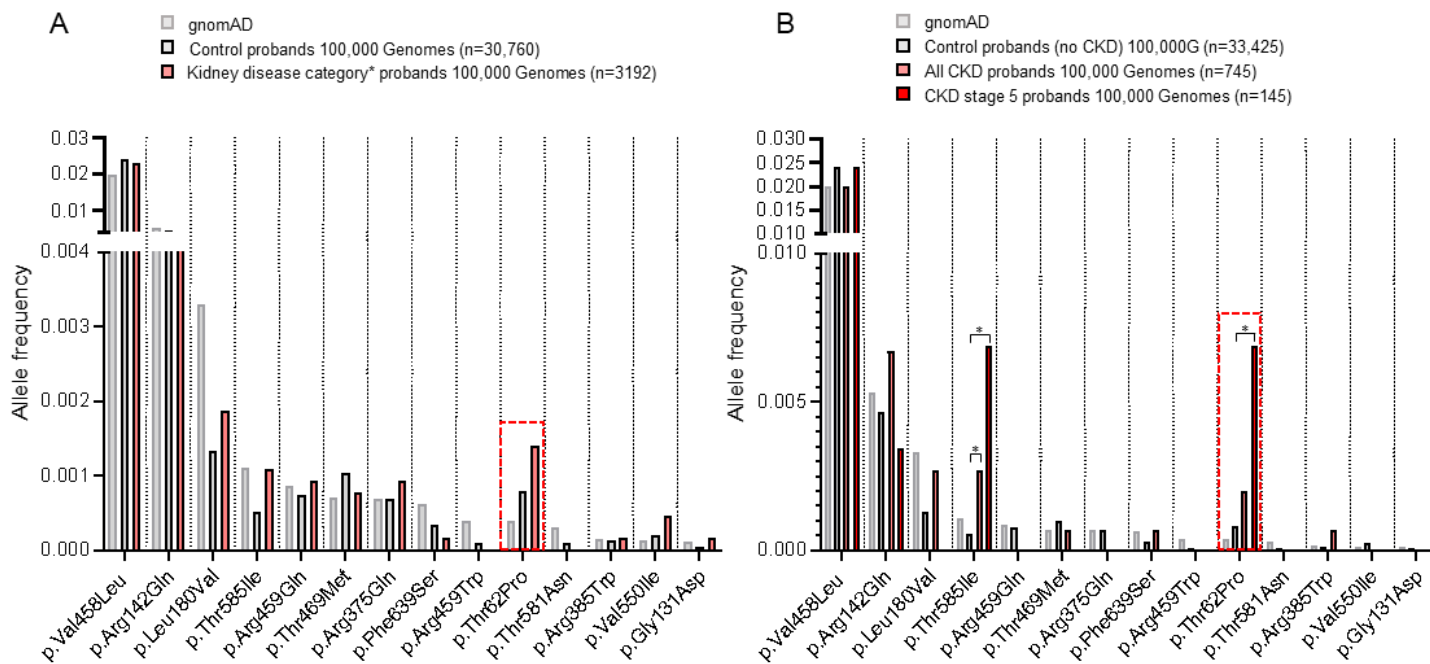 A
gnomAD
Control probands 100,000 Genomes (n=30,760)
Kidney disease category* probands 100,000 Genomes (n=3192)
Allele frequency
0.03
0.02
0.01
0.004
0.003
0.002
0.001
0.000
p.Val458Leu
p.Arg142Gln
p.Leu180Val
p.Thr585Ile
p.Arg459Gln
p.Thr469Met
p.Arg375Gln
p.Phe639Ser
p.Arg459Trp
p.Thr62Pro
p.Thr581Asn
p.Arg385Trp
p.Val550Ile
p.Gly131Asp
B
gnomAD
Control probands (no CKD) 100,000G (n=33,425)
All CKD probands 100,000 Genomes (n=745)
CKD stage 5 probands 100,000 Genomes (n=145)
Allele frequency
0.030
0.025
0.020
0.015
0.010
0.010
0.005
0.000
*
*
*
p.Val458Leu
p.Arg142Gln
p.Leu180Val
p.Thr585Ile
p.Arg459Gln
p.Thr469Met
p.Arg375Gln
p.Phe639Ser
p.Arg459Trp
p.Thr62Pro
p.Thr581Asn
p.Arg385Trp
p.Val550Ile
p.Gly131Asp